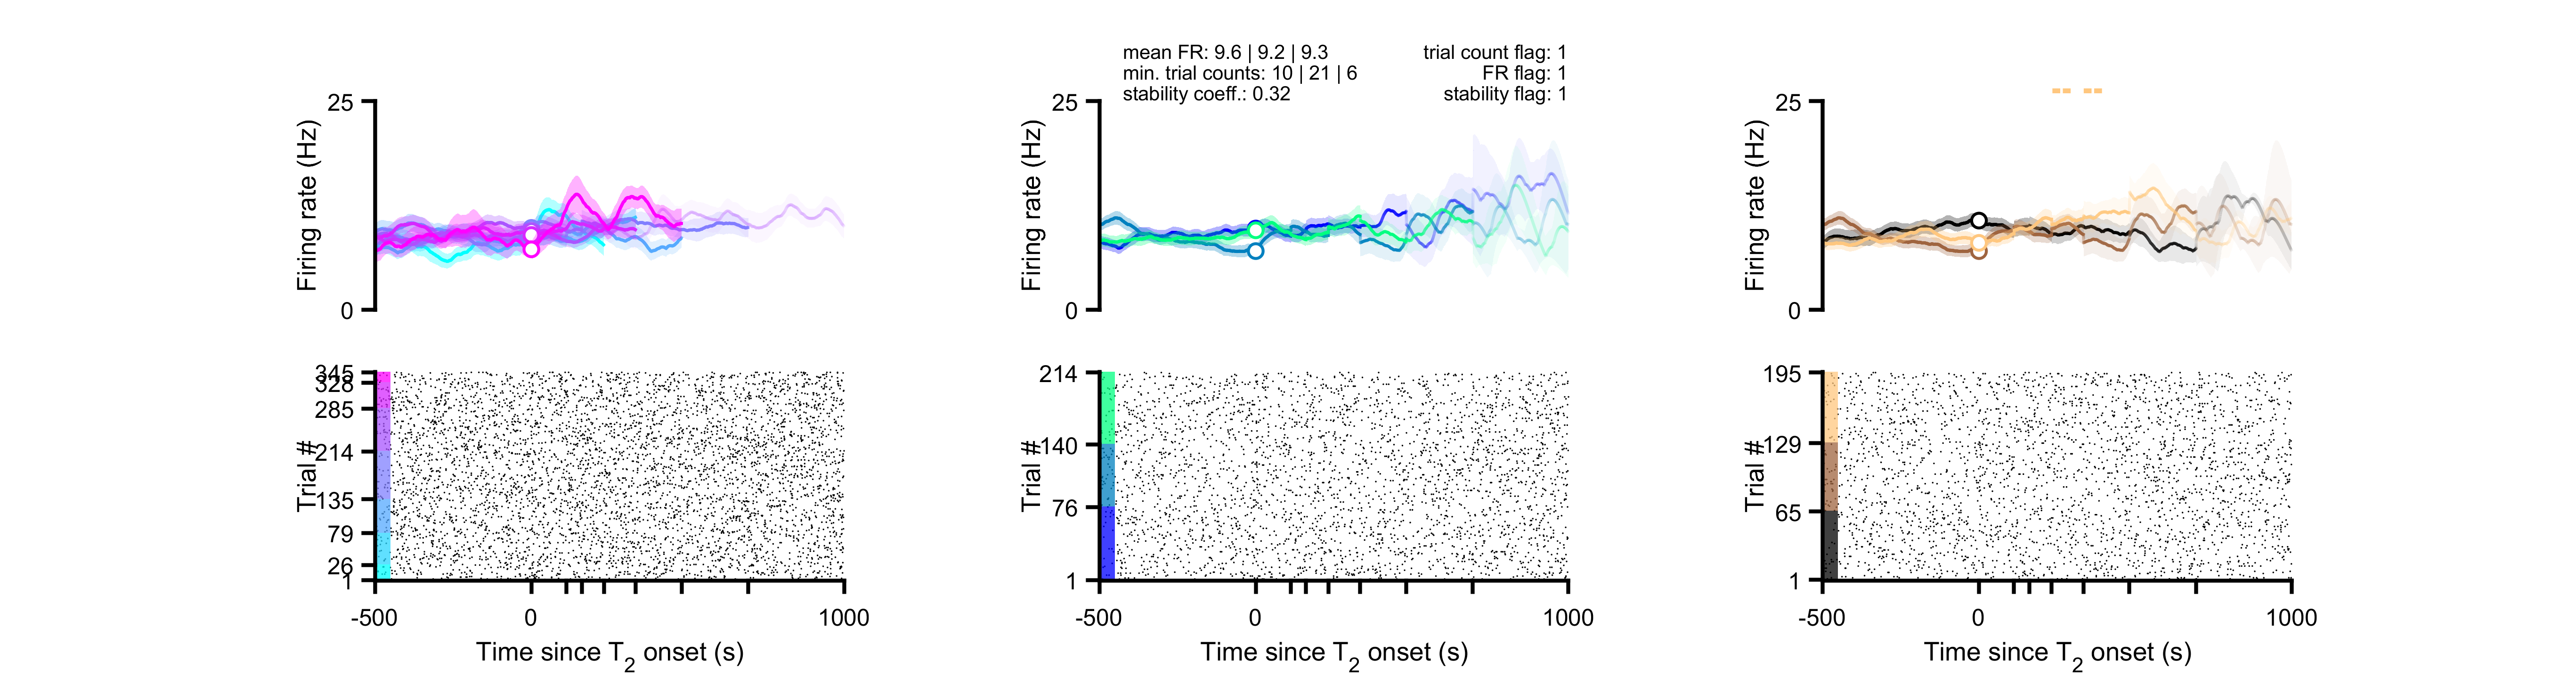 mean FR: 9.6 | 9.2 | 9.3
min. trial counts: 10 | 21 | 6
stability coeff.: 0.32
trial count flag: 1
FR flag: 1
stability flag: 1
25
Firing rate (Hz)
0
25
Firing rate (Hz)
0
25
Firing rate (Hz)
0
345
328
285
214
135
79
26
1
Trial #
-500
0
1000
Time since T2 onset (s)
214
140
76
1
Trial #
-500
0
1000
Time since T2 onset (s)
195
129
65
1
Trial #
-500
0
1000
Time since T2 onset (s)